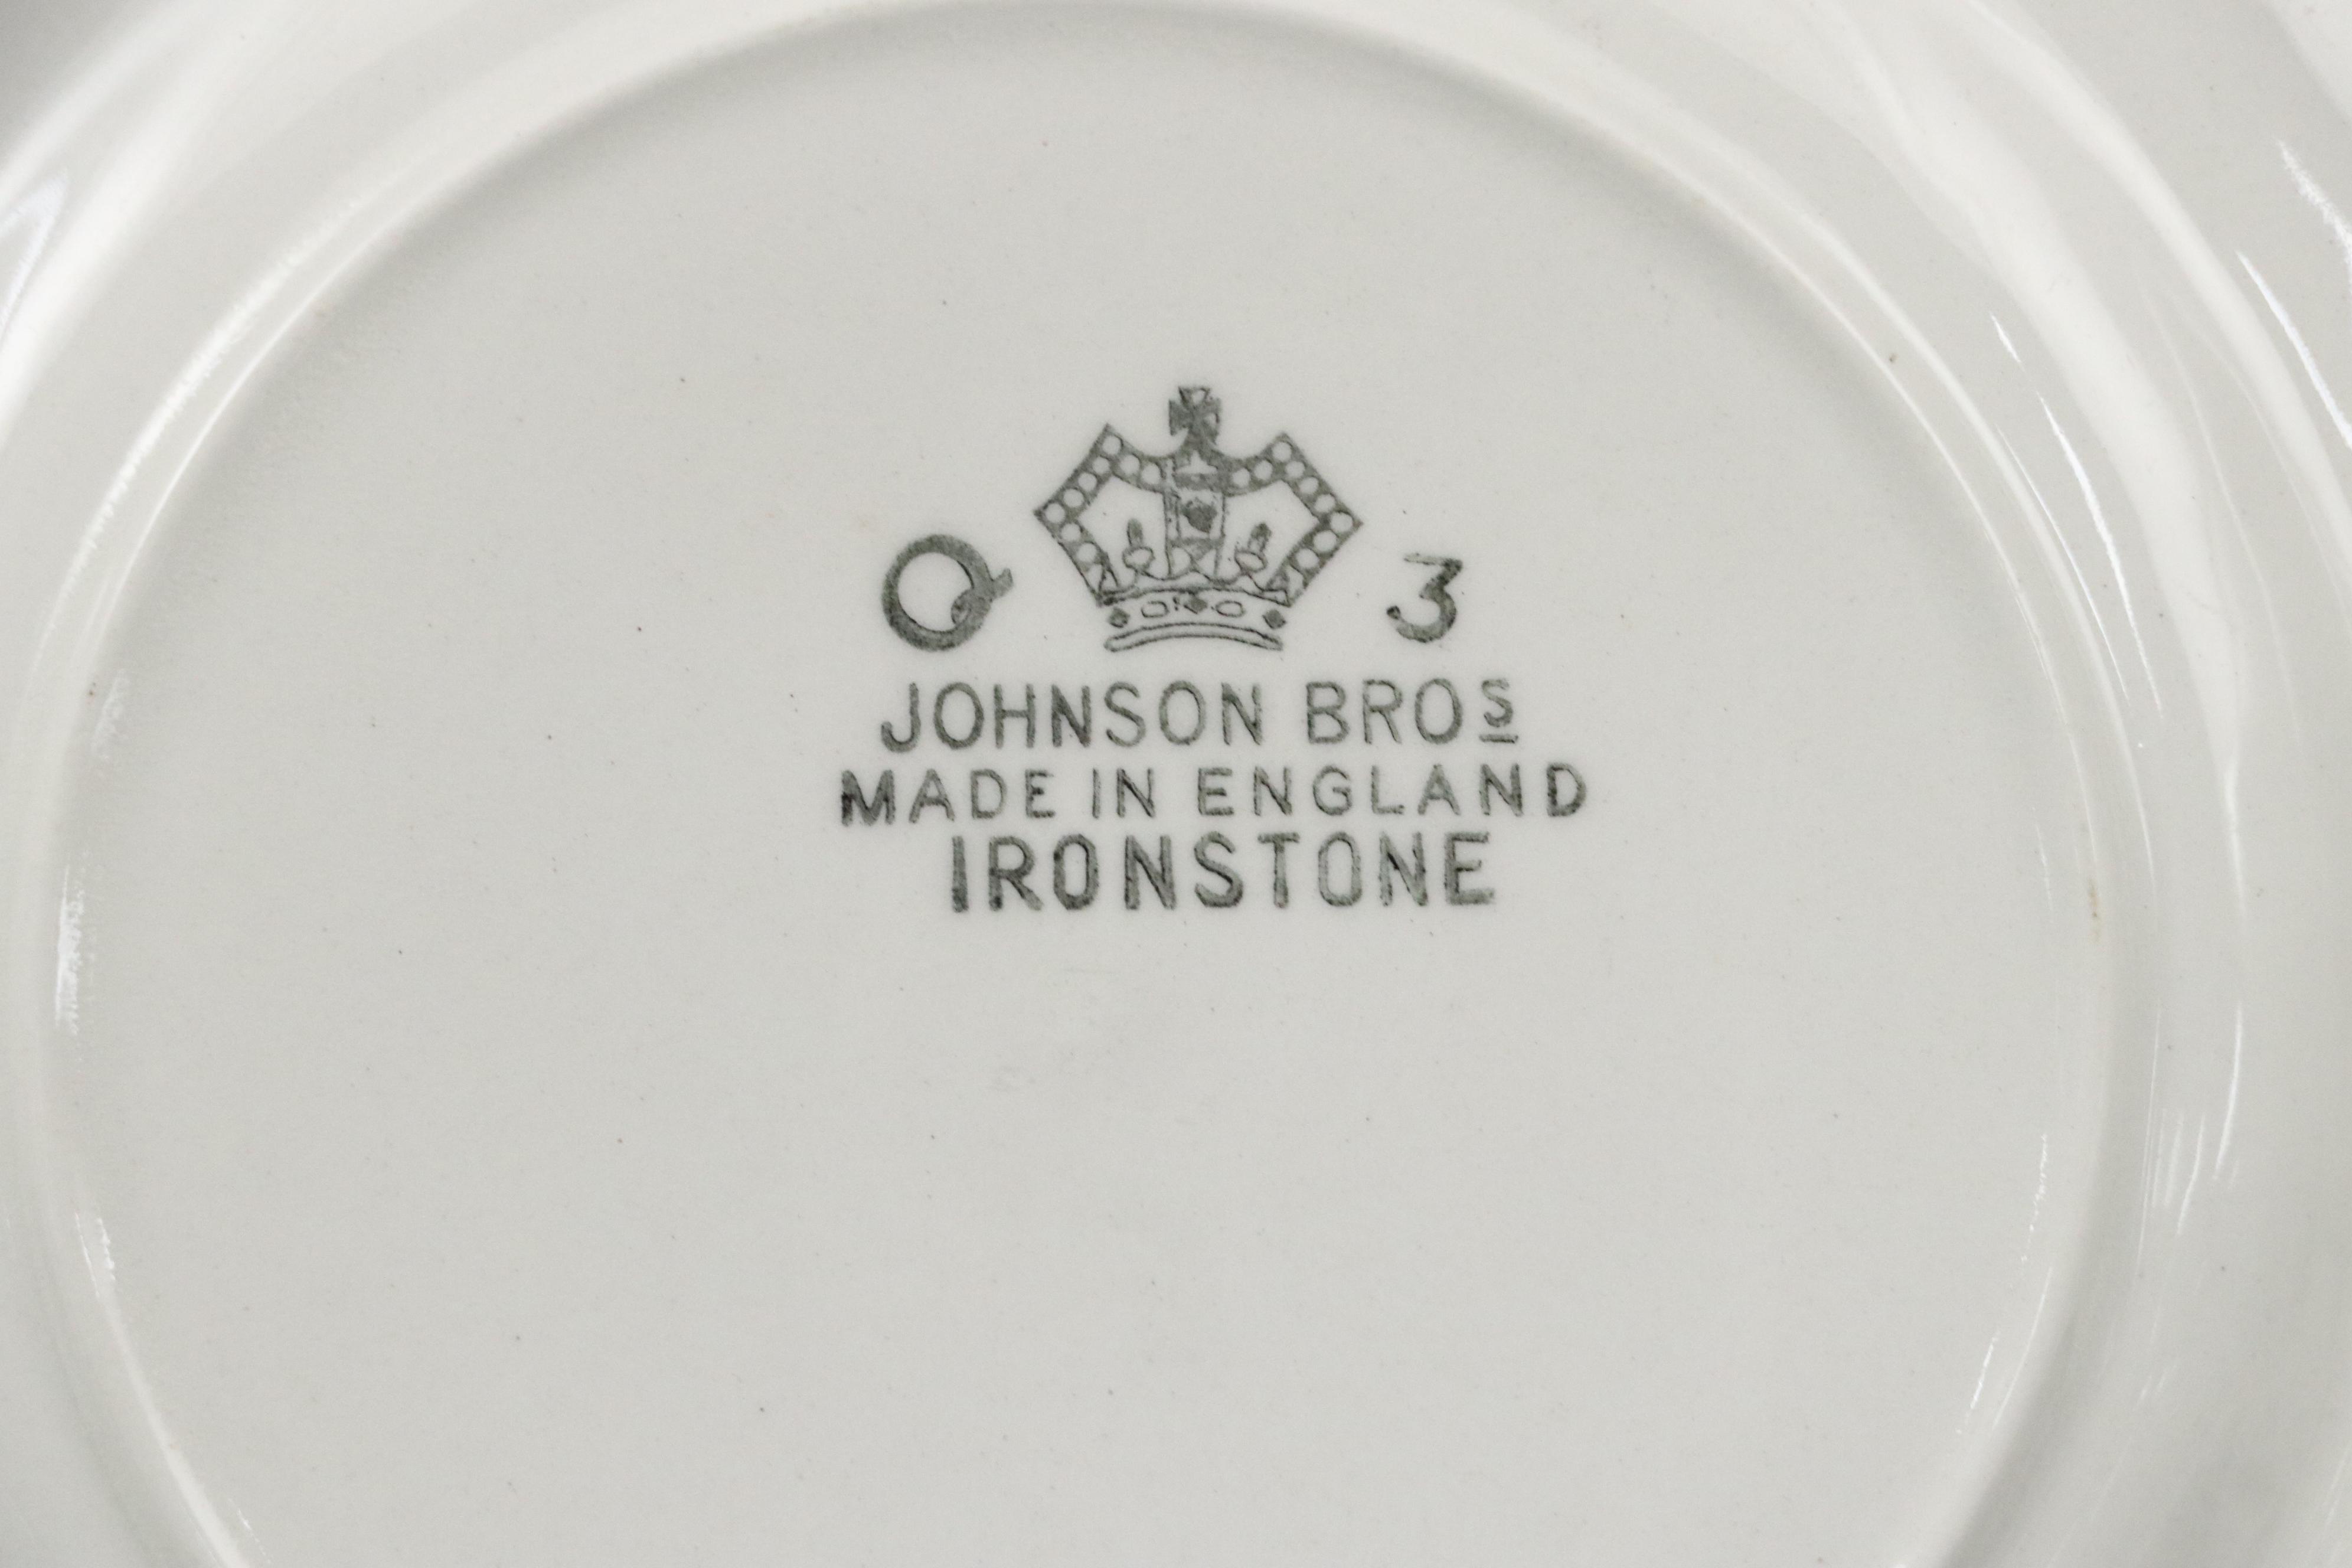 Q 3
JOHNSON BROS
MADE IN ENGLAND
IRONSTONE